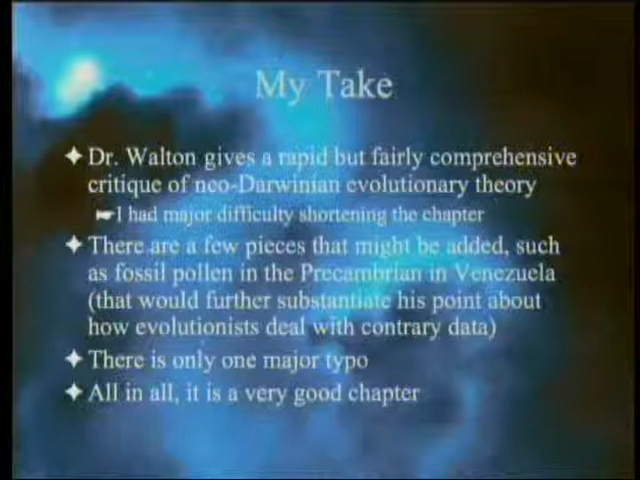 My Take
Dr. Walton gives a rapid but fairly comprehensive
critique of neo-Darwinian evolutionary theory
I had major difficulty shortening the chapter
There are a few pieces that might be added, such
as fossil pollen in the Precambrian in Venezuela
(that would further substantiate his point about
how evolutionists deal with contrary data)
There is only one major typo
All in all, it is a very good chapter